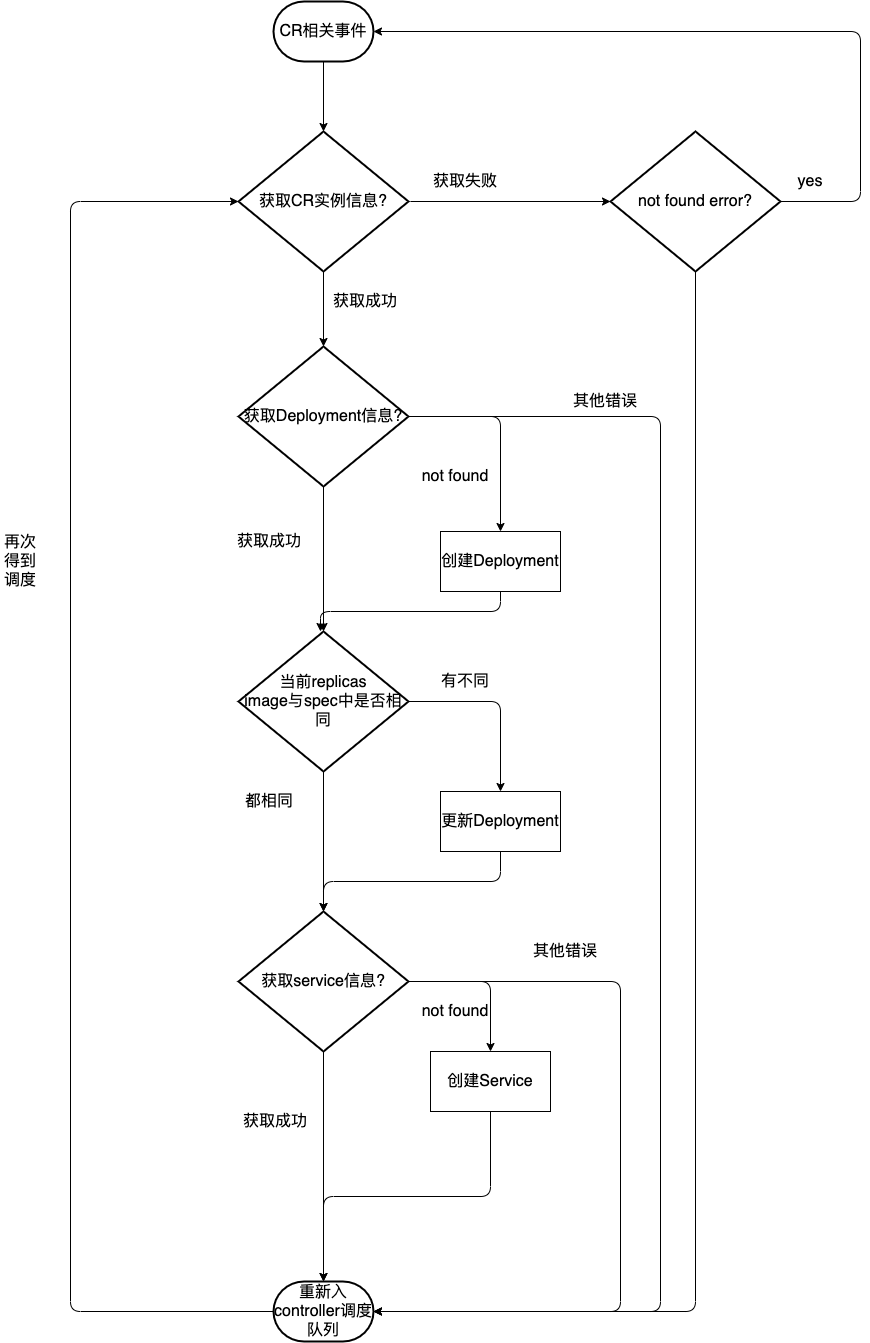 CR相关事件
获取CR实例信息?
获取失败
not found error?
yes
获取成功
获取Deployment信息?
其他错误
not found
创建Deployment
获取成功
再次
得到
调度
当前replicas
image与spec中是否相
同
有不同
更新Deployment
都相同
获取service信息?
其他错误
not found
创建Service
获取成功
重新入
controller调度
队列